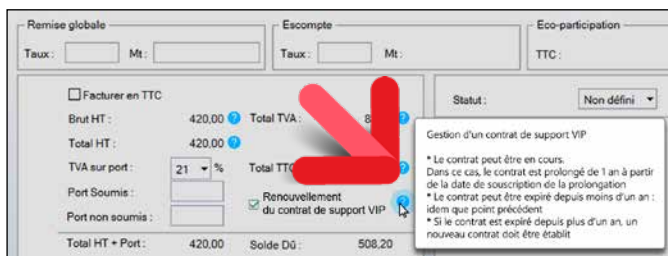 Remise globale
Escompte
Eco-participation
Taux :
Mt :
Taux :
Mt :
TTC :
Facturer en TTC
Brut HT :
420,00
Total TVA :
8
Total HT :
420,00
TVA sur port :
21
%
Total TTC
Port Soumis :
Renouvellement
du contrat de support VIP
Port non soumis :
Total HT + Port :
420,00
Solde Dû :
508,20
Statut :
Non défini
Gestion d'un contrat de support VIP
* Le contrat peut être en cours.
Dans ce cas, le contrat est prolongé de 1 an à partir
de la date de souscription de la prolongation
* Le contrat peut être expiré depuis moins d'un an :
idem que point précédent
* Si le contrat est expiré depuis plus d'un an, un
nouveau contrat doit être établit